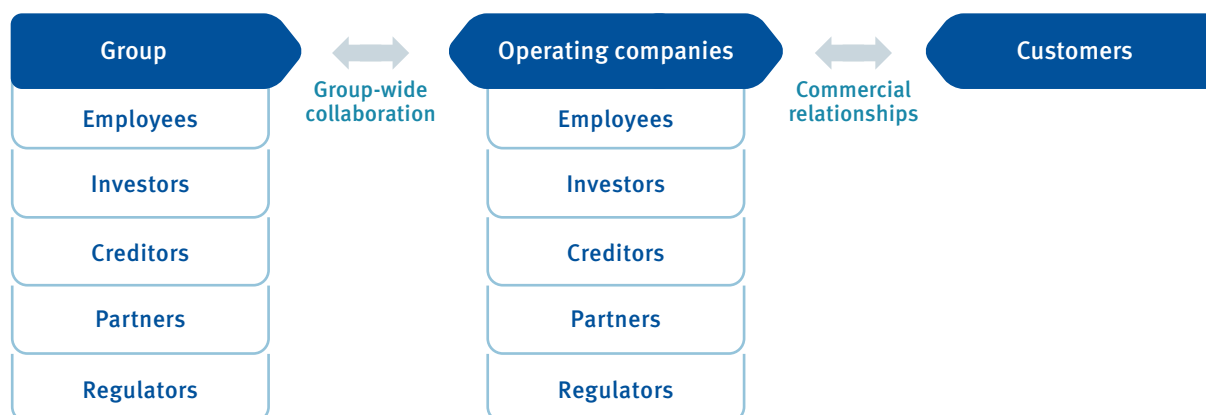 Group
Group-wide
collaboration
Operating companies
Commercial
relationships
Customers
Employees
Investors
Creditors
Partners
Regulators
Employees
Investors
Creditors
Partners
Regulators